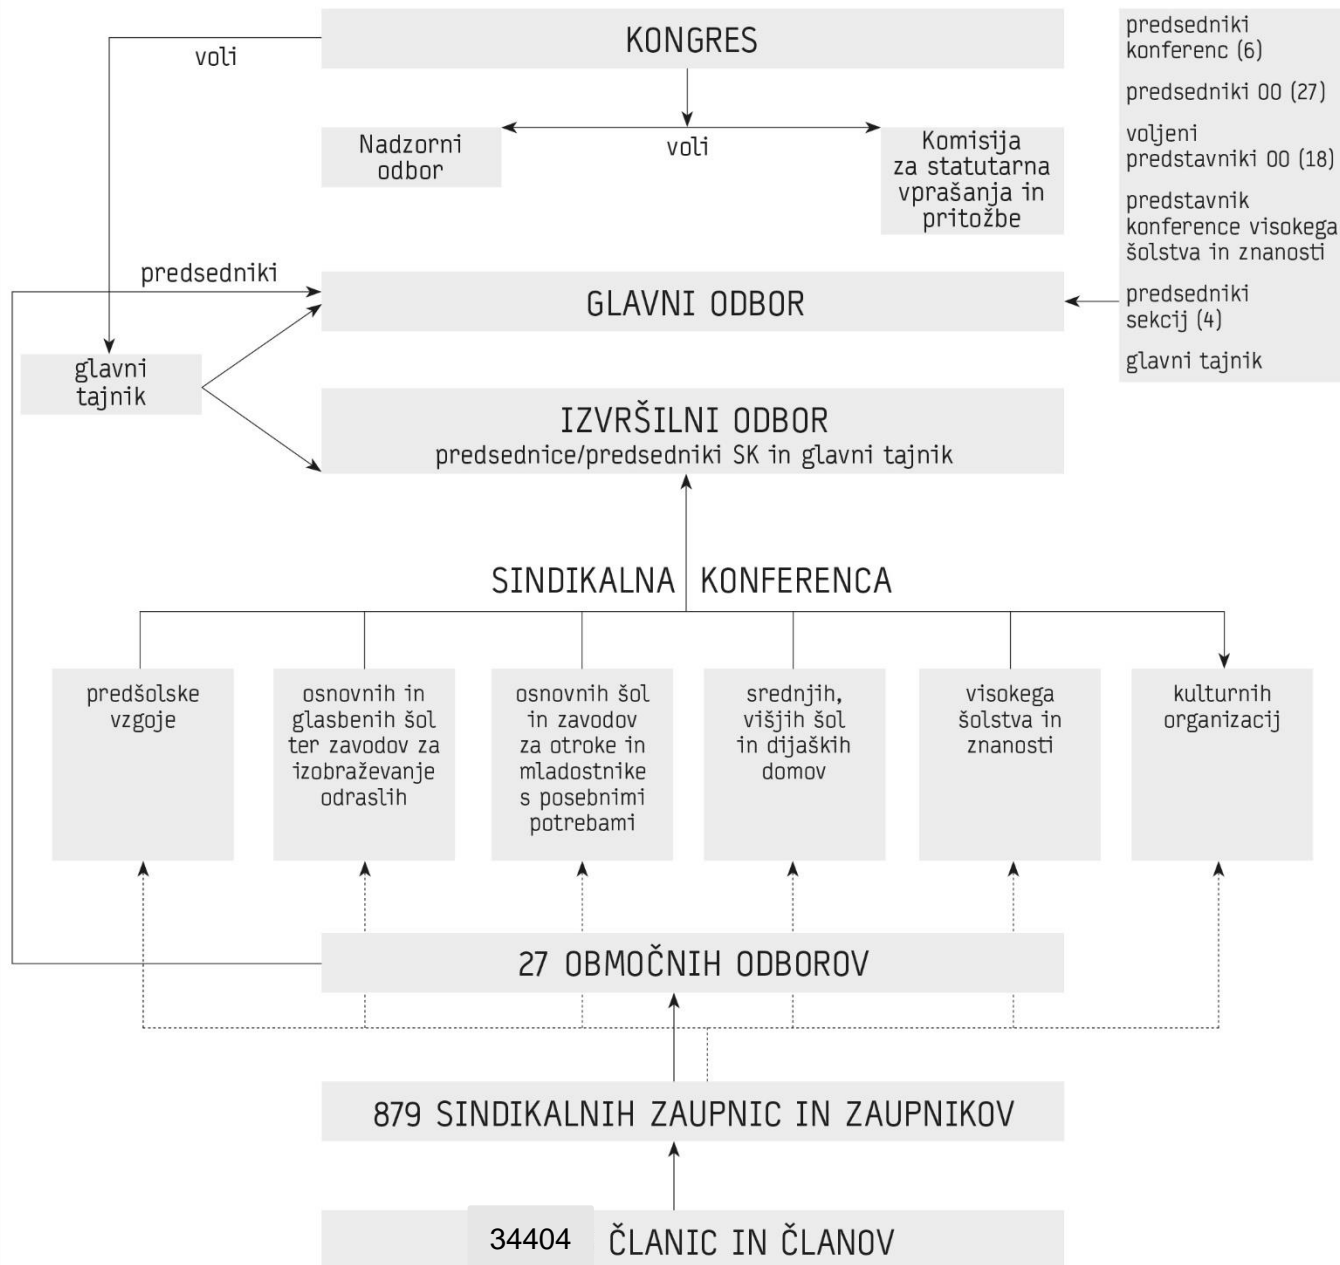 KONGRES
voli
Nadzorni
odbor
voli
Komisija
za statutarna
vprašanja in
pritožbe
predsedniki
konferenc (6)
predsedniki OO (27)
voljeni
predstavniki OO (18)
predstavnik
konference visokega
šolstva in znanosti
predsedniki
sekcij (4)
glavni tajnik
predsedniki
GLAVNI ODBOR
glavni
tajnik
IZVRŠILNI ODBOR
predsednice/predsedniki SK in glavni tajnik
SINDIKALNA KONFERENCA
predšolske
vzgoje
osnovnih in
glasbenih šol
ter zavodov za
izobraževanje
odraslih
osnovnih šol
in zavodov
za otroke in
mladostnike
s posebnimi
potrebami
srednjih,
višjih šol
in dijaških
domov
visokega
šolstva in
znanosti
kulturnih
organizacij
27 OBMOČNIH ODBOROV
879 SINDIKALNIH ZAUPNIC IN ZAUPNIKOV
34404 ČLANIC IN ČLANOV